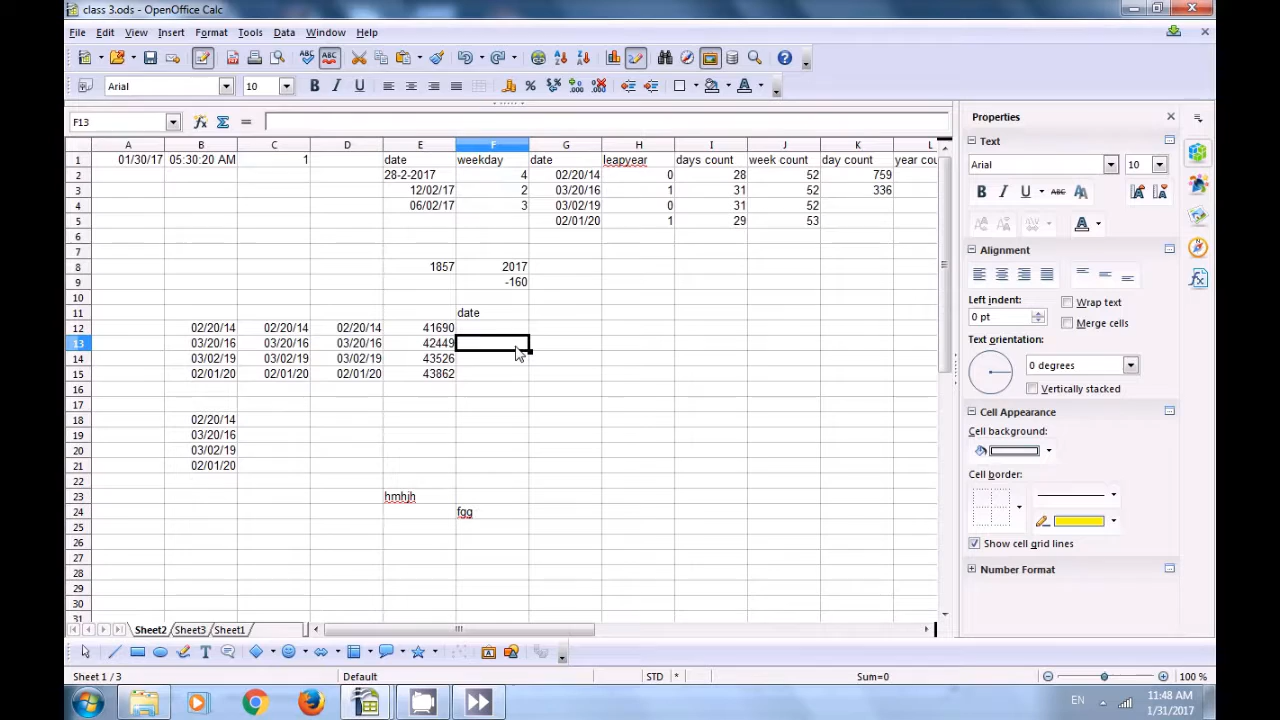 class 3.ods - OpenOffice Calc
File Edit View Insert Format Tools Data Window Help
Arial 10
F13
Properties
A B C D E F G H I J K L
Text
1 01/30/17 05:30:20 AM 1 date weekday date leapyear days count week count day count year cou
Arial 10
2 28-2-2017 4 02/20/14 0 28 52 759
3 12/02/17 2 03/20/16 1 31 52 336
4 06/02/17 3 03/02/19 0 31 52
5 02/01/20 1 29 53
6
7
Alignment
8 1857 2017
9 -160
10
Left indent: Wrap text
0 pt Merge cells
11 date
12 02/20/14 02/20/14 02/20/14 41690
Text orientation:
13 03/20/16 03/20/16 03/20/16 42449
14 03/02/19 03/02/19 03/02/19 43526
0 degrees
15 02/01/20 02/01/20 02/01/20 43862
Vertically stacked
16
17
Cell Appearance
18 02/20/14
Cell background:
19 03/20/16
20 03/02/19
21 02/01/20
Cell border:
22
23 hmhjh
24 fgg
25
26
Show cell grid lines
27
28
Number Format
29
30
31
Sheet2 Sheet3 Sheet1
Sheet 1 / 3 Default STD * Sum=0 100 %
EN 11:48 AM
1/31/2017